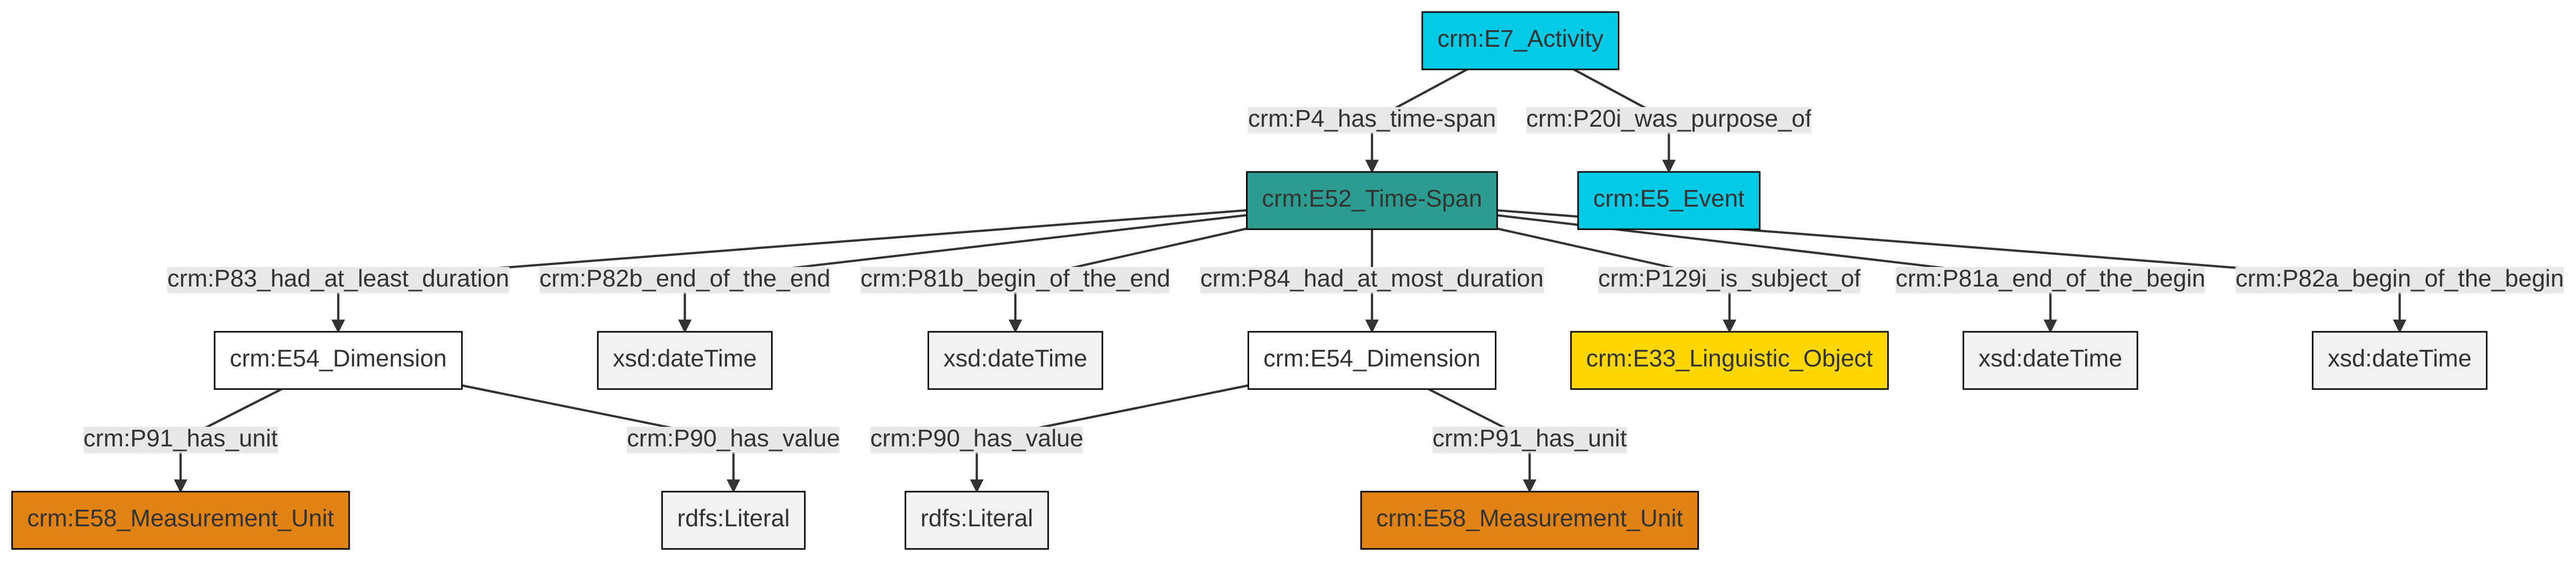 crm:E7_Activity
crm:P4_has_time-span
crm:P20i_was_purpose_of
crm:E52_Time-Span
crm:E5_Event
crm:P83_had_at_least_duration
crm:P82b_end_of_the_end
crm:P81b_begin_of_the_end
crm:P84_had_at_most_duration
crm:P129i_is_subject_of
crm:P81a_end_of_the_begin
crm:P82a_begin_of_the_begin
crm:E54_Dimension
xsd:dateTime
xsd:dateTime
crm:E54_Dimension
crm:E33_Linguistic_Object
xsd:dateTime
xsd:dateTime
crm:P91_has_unit
crm:P90_has_value
crm:P90_has_value
crm:P91_has_unit
crm:E58_Measurement_Unit
rdfs:Literal
rdfs:Literal
crm:E58_Measurement_Unit